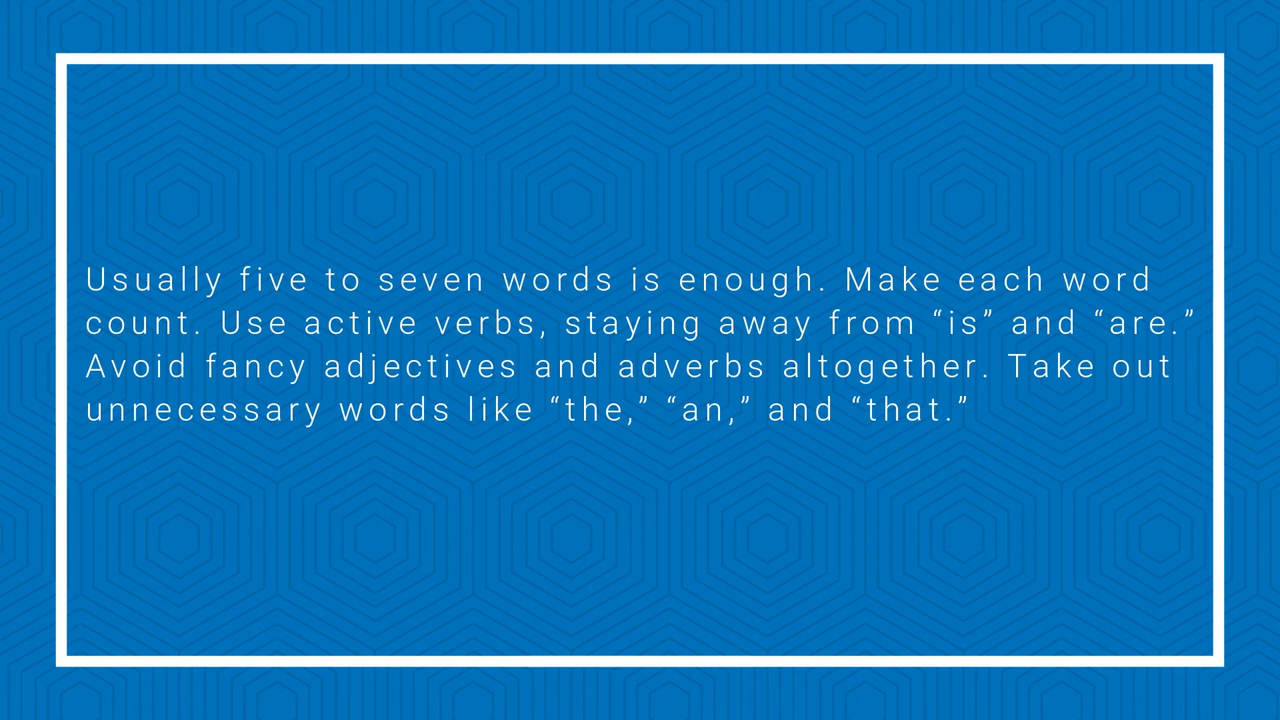 Usually five to seven words is enough. Make each word
count. Use active verbs, staying away from “is” and “are.”
Avoid fancy adjectives and adverbs altogether. Take out
unnecessary words like “the,” “an,” and “that.”